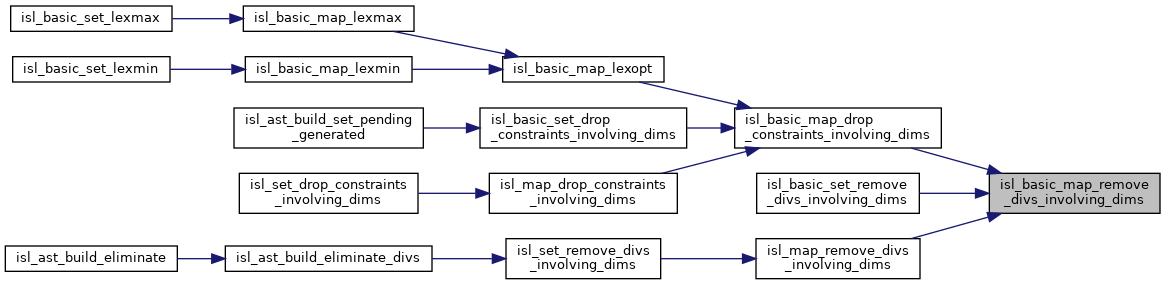 isl_basic_set_lexmax
isl_basic_map_lexmax
isl_basic_set_lexmin
isl_basic_map_lexmin
isl_basic_map_lexopt
isl_ast_build_set_pending
_generated
isl_basic_set_drop
_constraints_involving_dims
isl_basic_map_drop
_constraints_involving_dims
isl_set_drop_constraints
_involving_dims
isl_map_drop_constraints
_involving_dims
isl_basic_set_remove
_divs_involving_dims
isl_basic_map_remove
_divs_involving_dims
isl_ast_build_eliminate
isl_ast_build_eliminate_divs
isl_set_remove_divs
_involving_dims
isl_map_remove_divs
_involving_dims